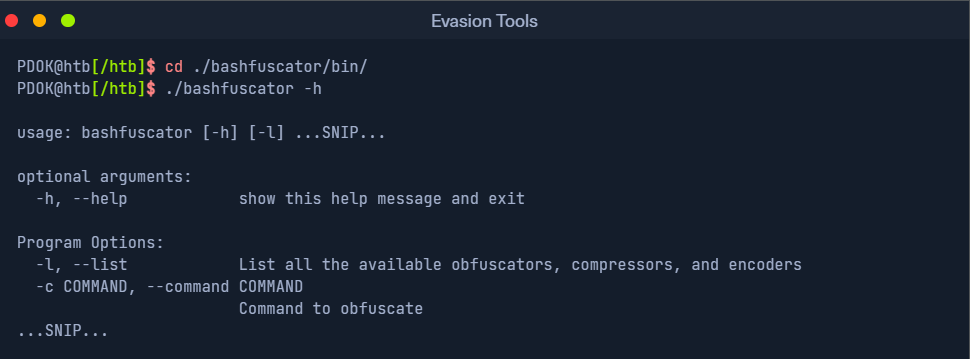 Evasion Tools
PDOK@htb[/htb]$ cd ./bashfuscator/bin/
PDOK@htb[/htb]$ ./bashfuscator -h
usage: bashfuscator [-h] [-l] ...SNIP...
optional arguments:
  -h, --help            show this help message and exit
Program Options:
  -l, --list            List all the available obfuscators, compressors, and encoders
  -c COMMAND, --command COMMAND
                        Command to obfuscate
...SNIP...